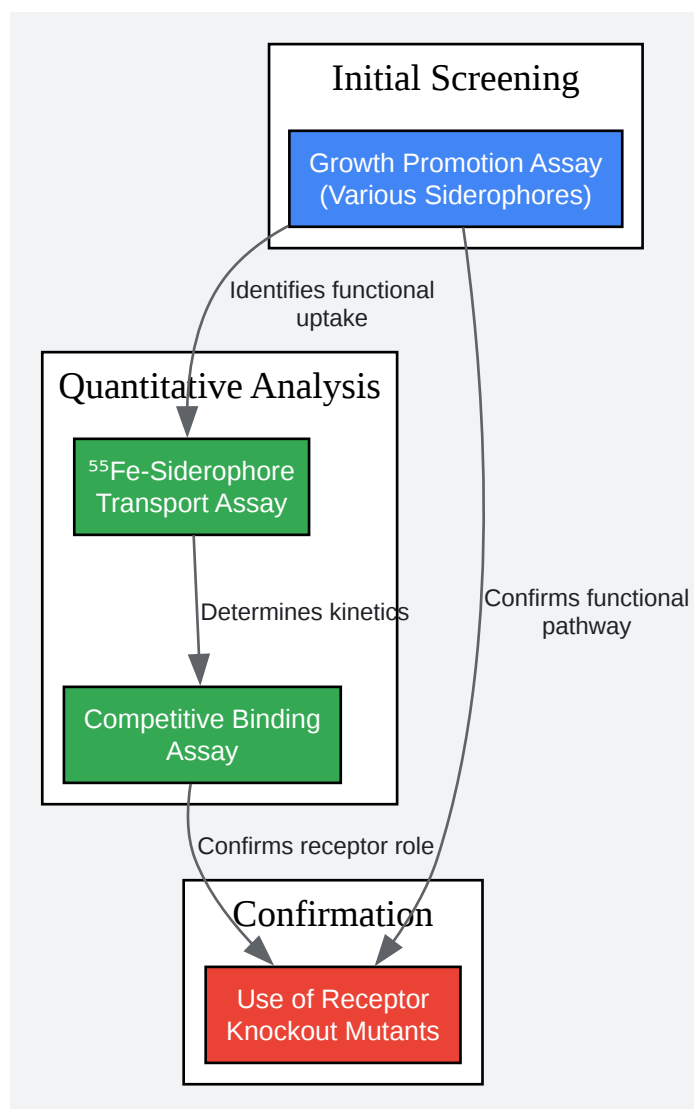 Initial Screening
Growth Promotion Assay
(Various Siderophores)
Identifies functional
uptake
Quantitative Analysis
⁵⁵Fe-Siderophore
Transport Assay
Determines kinetics
Confirms functional
pathway
Competitive Binding
Assay
Confirms receptor role
Confirmation
Use of Receptor
Knockout Mutants